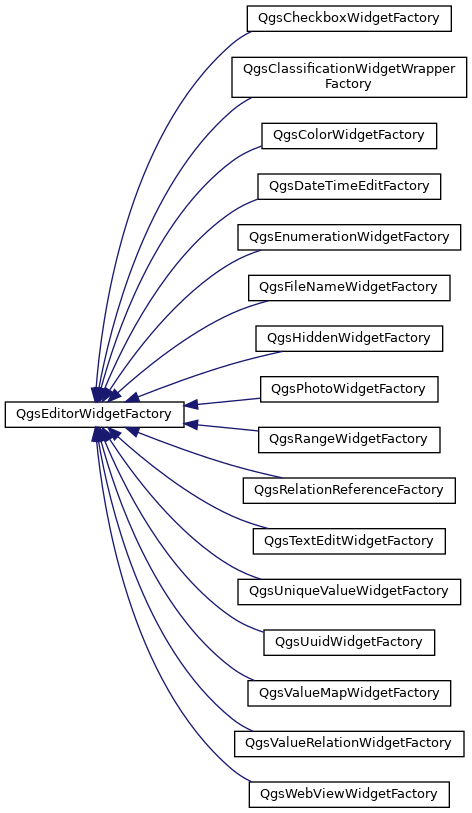 QgsCheckboxWidgetFactory
QgsClassificationWidgetWrapper
Factory
QgsColorWidgetFactory
QgsDateTimeEditFactory
QgsEnumerationWidgetFactory
QgsFileNameWidgetFactory
QgsHiddenWidgetFactory
QgsPhotoWidgetFactory
QgsEditorWidgetFactory
QgsRangeWidgetFactory
QgsRelationReferenceFactory
QgsTextEditWidgetFactory
QgsUniqueValueWidgetFactory
QgsUuidWidgetFactory
QgsValueMapWidgetFactory
QgsValueRelationWidgetFactory
QgsWebViewWidgetFactory